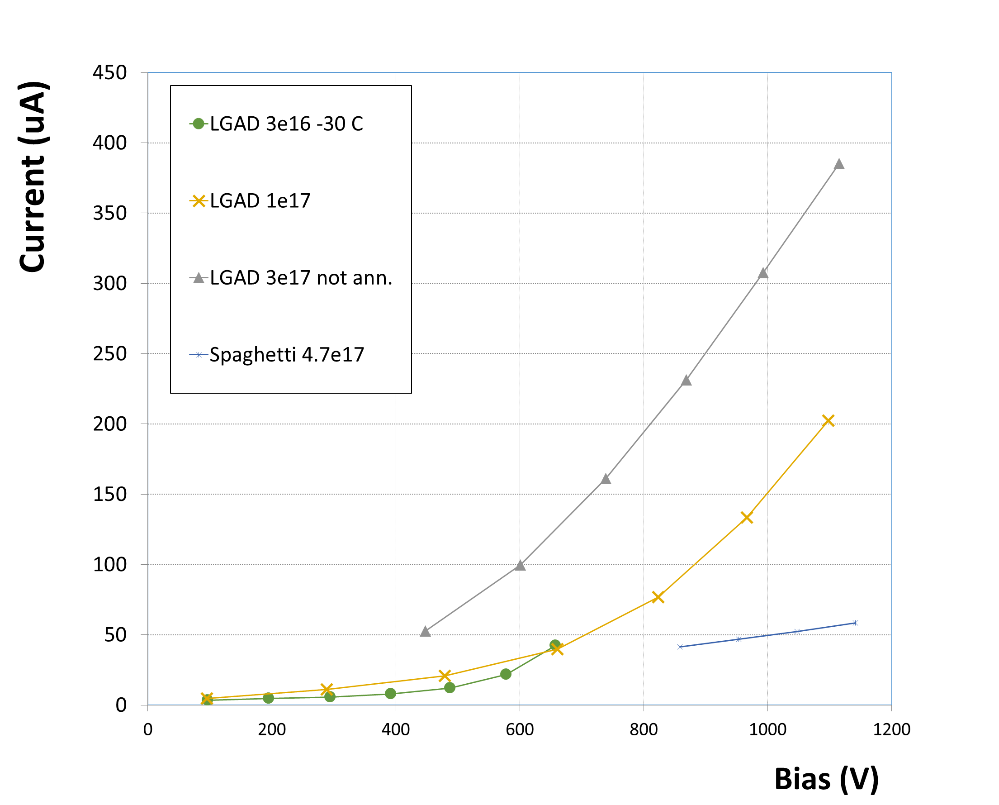 Current (uA)
450
400
350
300
250
200
150
100
50
0
LGAD 3e16 -30 C
LGAD 1e17
LGAD 3e17 not ann.
Spaghetti 4.7e17
0 200 400 600 800 1000 1200
Bias (V)